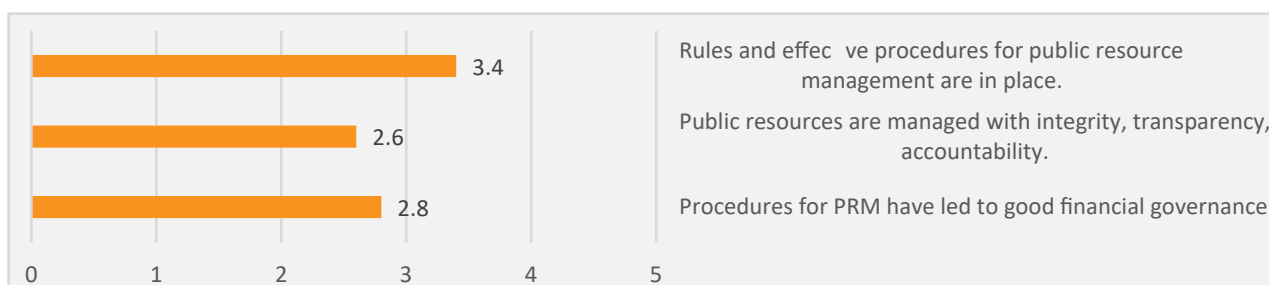 3.4
Rules and effec ve procedures for public resource
management are in place.
2.6
Public resources are managed with integrity, transparency,
accountability.
2.8
Procedures for PRM have led to good financial governance
0 1 2 3 4 5